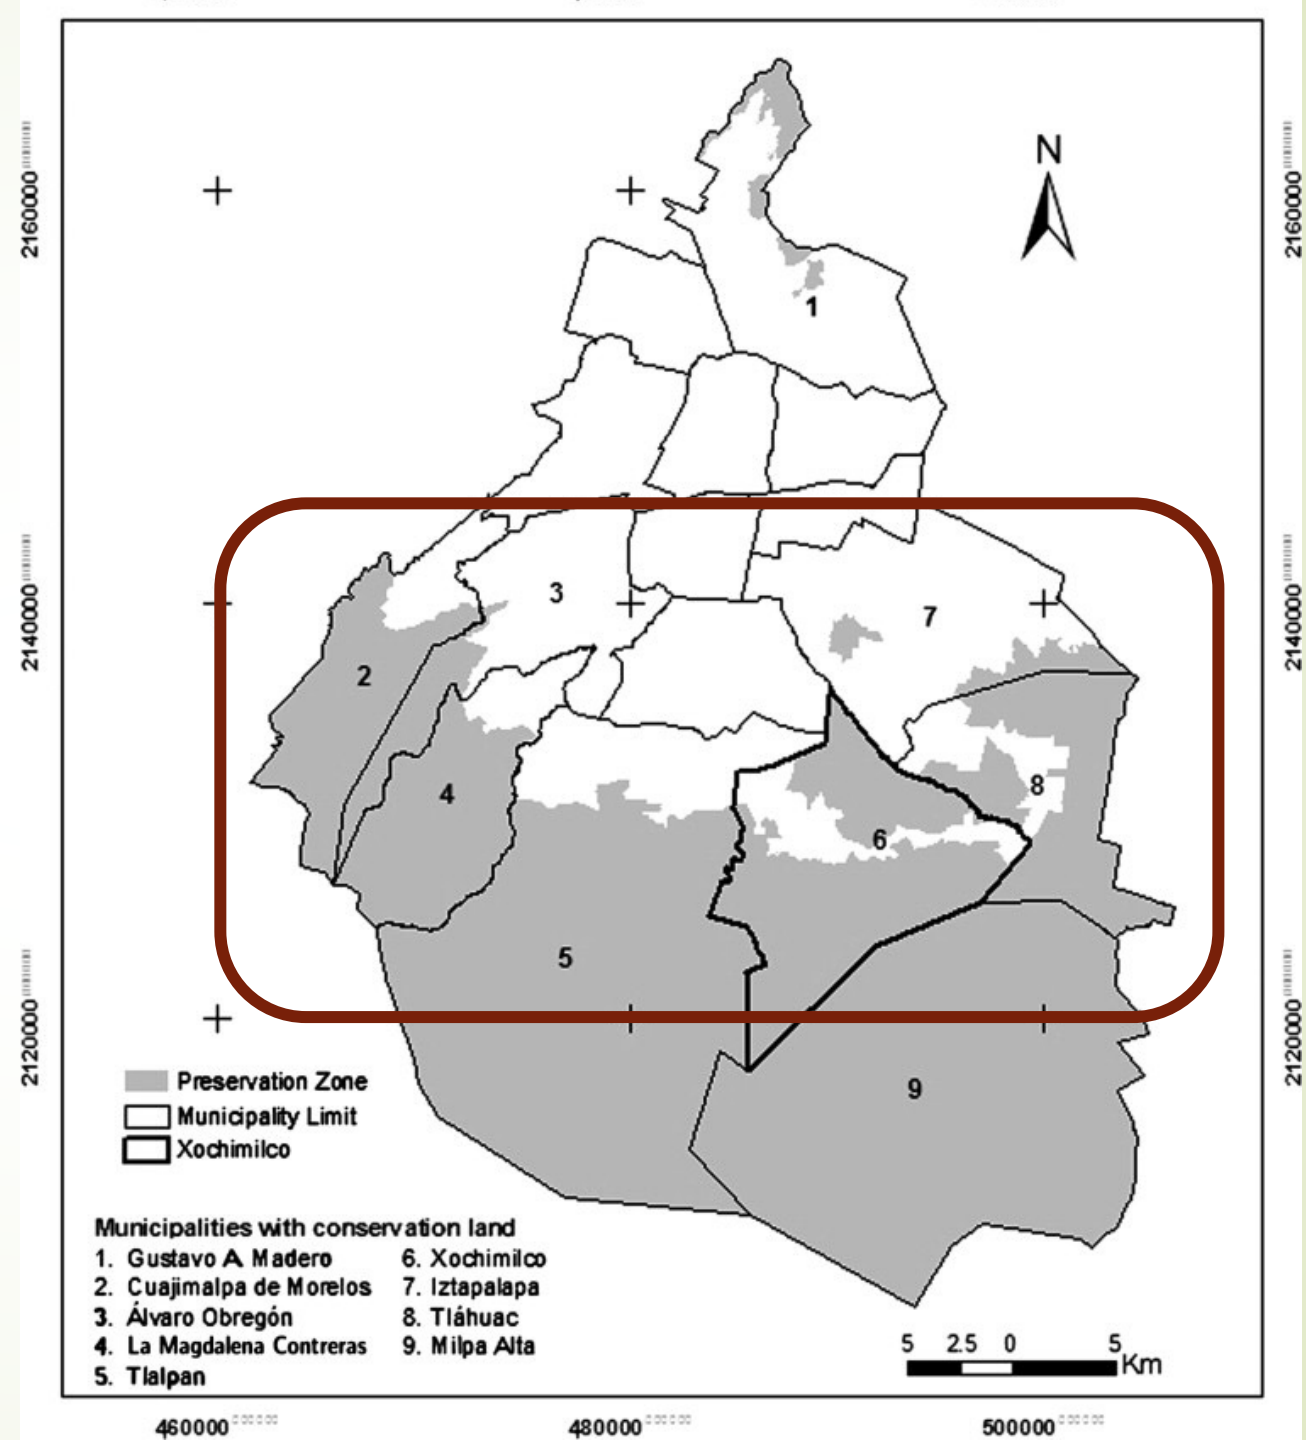 N
2160000
2160000
1
2140000
2140000
3
7
2
4
8
6
5
2120000
2120000
9
Preservation Zone
Municipality Limit
Xochimilco
Municipalities with conservation land
1. Gustavo A. Madero
2. Cuajimalpa de Morelos
3. Álvaro Obregón
4. La Magdalena Contreras
5. Tlalpan
6. Xochimilco
7. Iztapalapa
8. Tláhuac
9. Milpa Alta
5 2.5 0 5
Km
460000
480000
500000